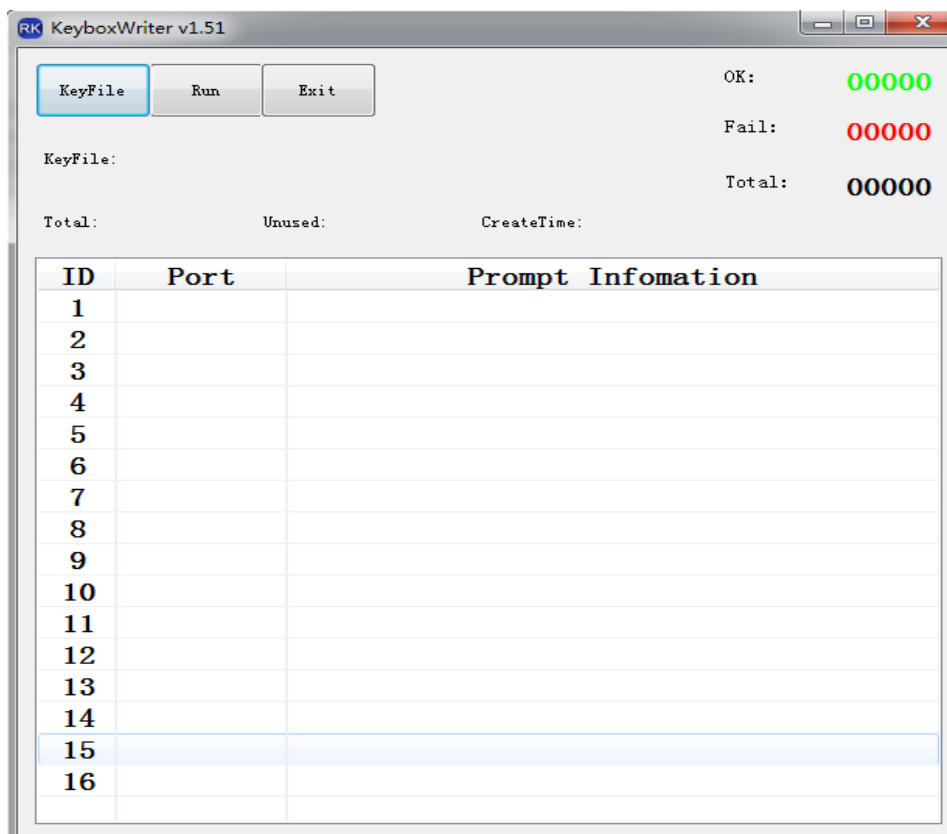 RK KeyboxWriter v1.51
KeyFile Run Exit
OK: 00000
Fail: 00000
KeyFile:
Total: 00000
Total: Unused: CreateTime:
ID Port Prompt Infomation
1
2
3
4
5
6
7
8
9
10
11
12
13
14
15
16